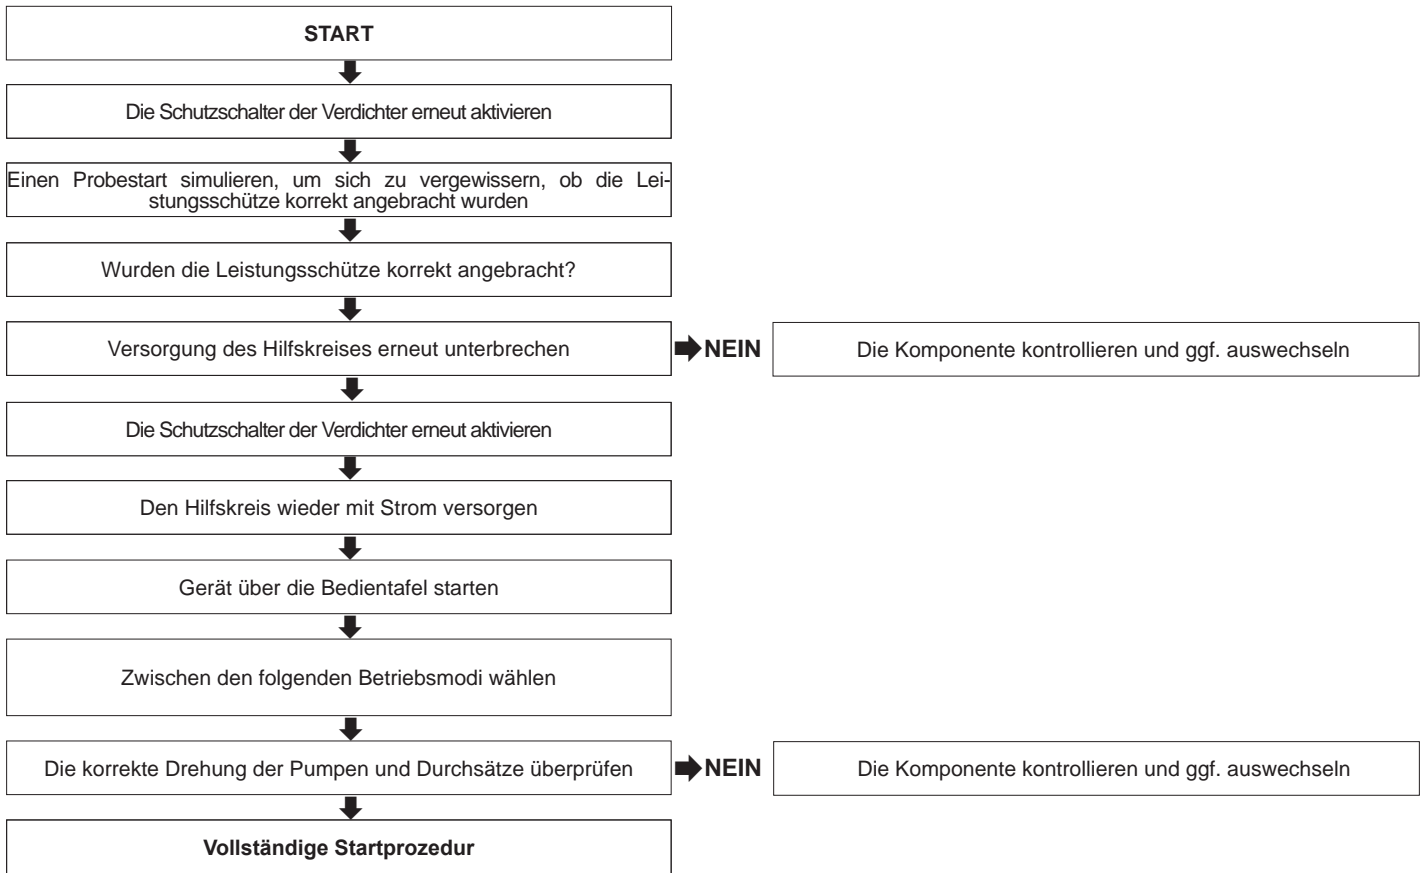 START
Die Schutzschalter der Verdichter erneut aktivieren
Einen Probestart simulieren, um sich zu vergewissern, ob die Lei-
stungsschütze korrekt angebracht wurden
Wurden die Leistungsschütze korrekt angebracht?
Versorgung des Hilfskreises erneut unterbrechen
NEIN
Die Komponente kontrollieren und ggf. auswechseln
Die Schutzschalter der Verdichter erneut aktivieren
Den Hilfskreis wieder mit Strom versorgen
Gerät über die Bedientafel starten
Zwischen den folgenden Betriebsmodi wählen
Die korrekte Drehung der Pumpen und Durchsätze überprüfen
NEIN
Die Komponente kontrollieren und ggf. auswechseln
Vollständige Startprozedur